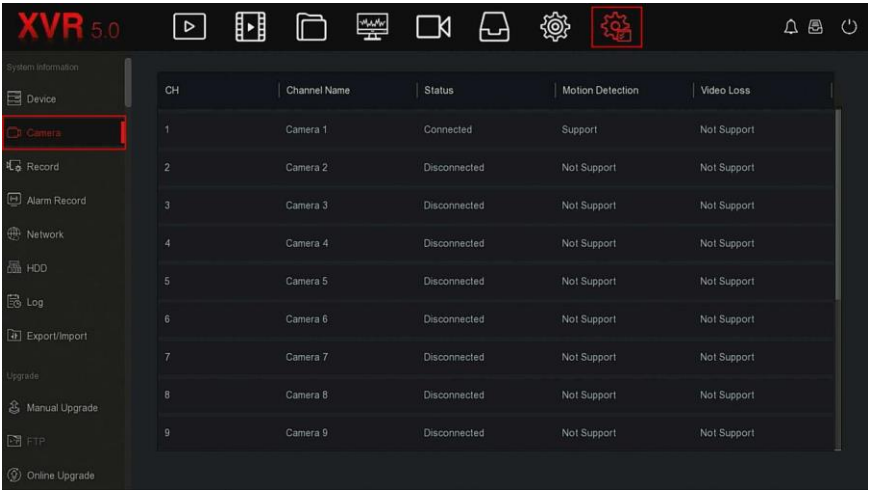 XVR 5.0
System Information
Device
Camera
Record
Alarm Record
Network
HDD
Log
Export/Import
Upgrade
Manual Upgrade
FTP
Online Upgrade
CH Channel Name Status Motion Detection Video Loss
1 Camera 1 Connected Support Not Support
2 Camera 2 Disconnected Not Support Not Support
3 Camera 3 Disconnected Not Support Not Support
4 Camera 4 Disconnected Not Support Not Support
5 Camera 5 Disconnected Not Support Not Support
6 Camera 6 Disconnected Not Support Not Support
7 Camera 7 Disconnected Not Support Not Support
8 Camera 8 Disconnected Not Support Not Support
9 Camera 9 Disconnected Not Support Not Support